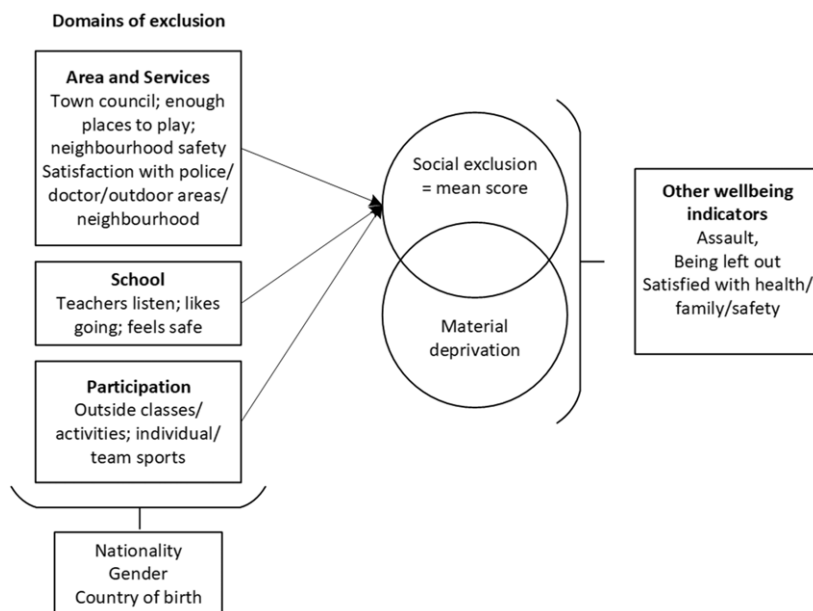 Domains of exclusion
Area and Services
Town council; enough
places to play;
neighbourhood safety
Satisfaction with police/
doctor/outdoor areas/
neighbourhood
School
Teachers listen; likes
going; feels safe
Participation
Outside classes/
activities; individual/
team sports
Nationality
Gender
Country of birth
Social exclusion
= mean score
Material
deprivation
Other wellbeing
indicators
Assault,
Being left out
Satisfied with health/
family/safety